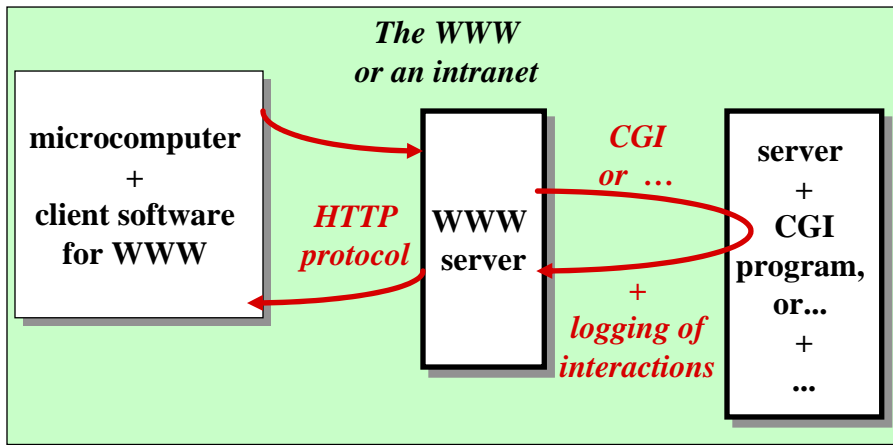 The WWW
or an intranet
microcomputer
+
client software
for WWW
HTTP
protocol
WWW
server
CGI
or ...
+
logging of
interactions
server
+
CGI
program,
or...
+
...